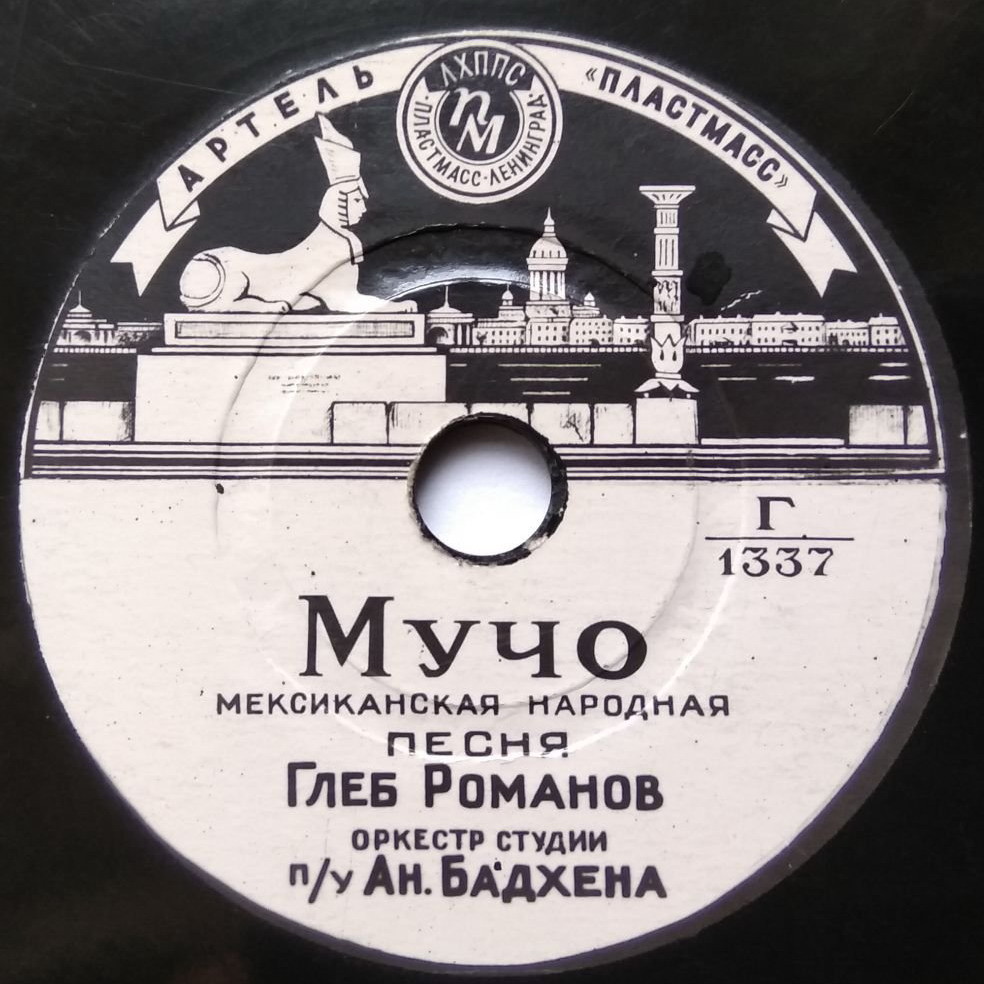 АРТЕЛЬ «ПЛАСТМАСС»
ЛХППС
ПМ
ПЛАСТМАСС·ЛЕНИНГРАД
Г
1337
Мучо
МЕКСИКАНСКАЯ НАРОДНАЯ
ПЕСНЯ
ГЛЕБ РОМАНОВ
ОРКЕСТР СТУДИИ
п/у АН. БАДХЕНА